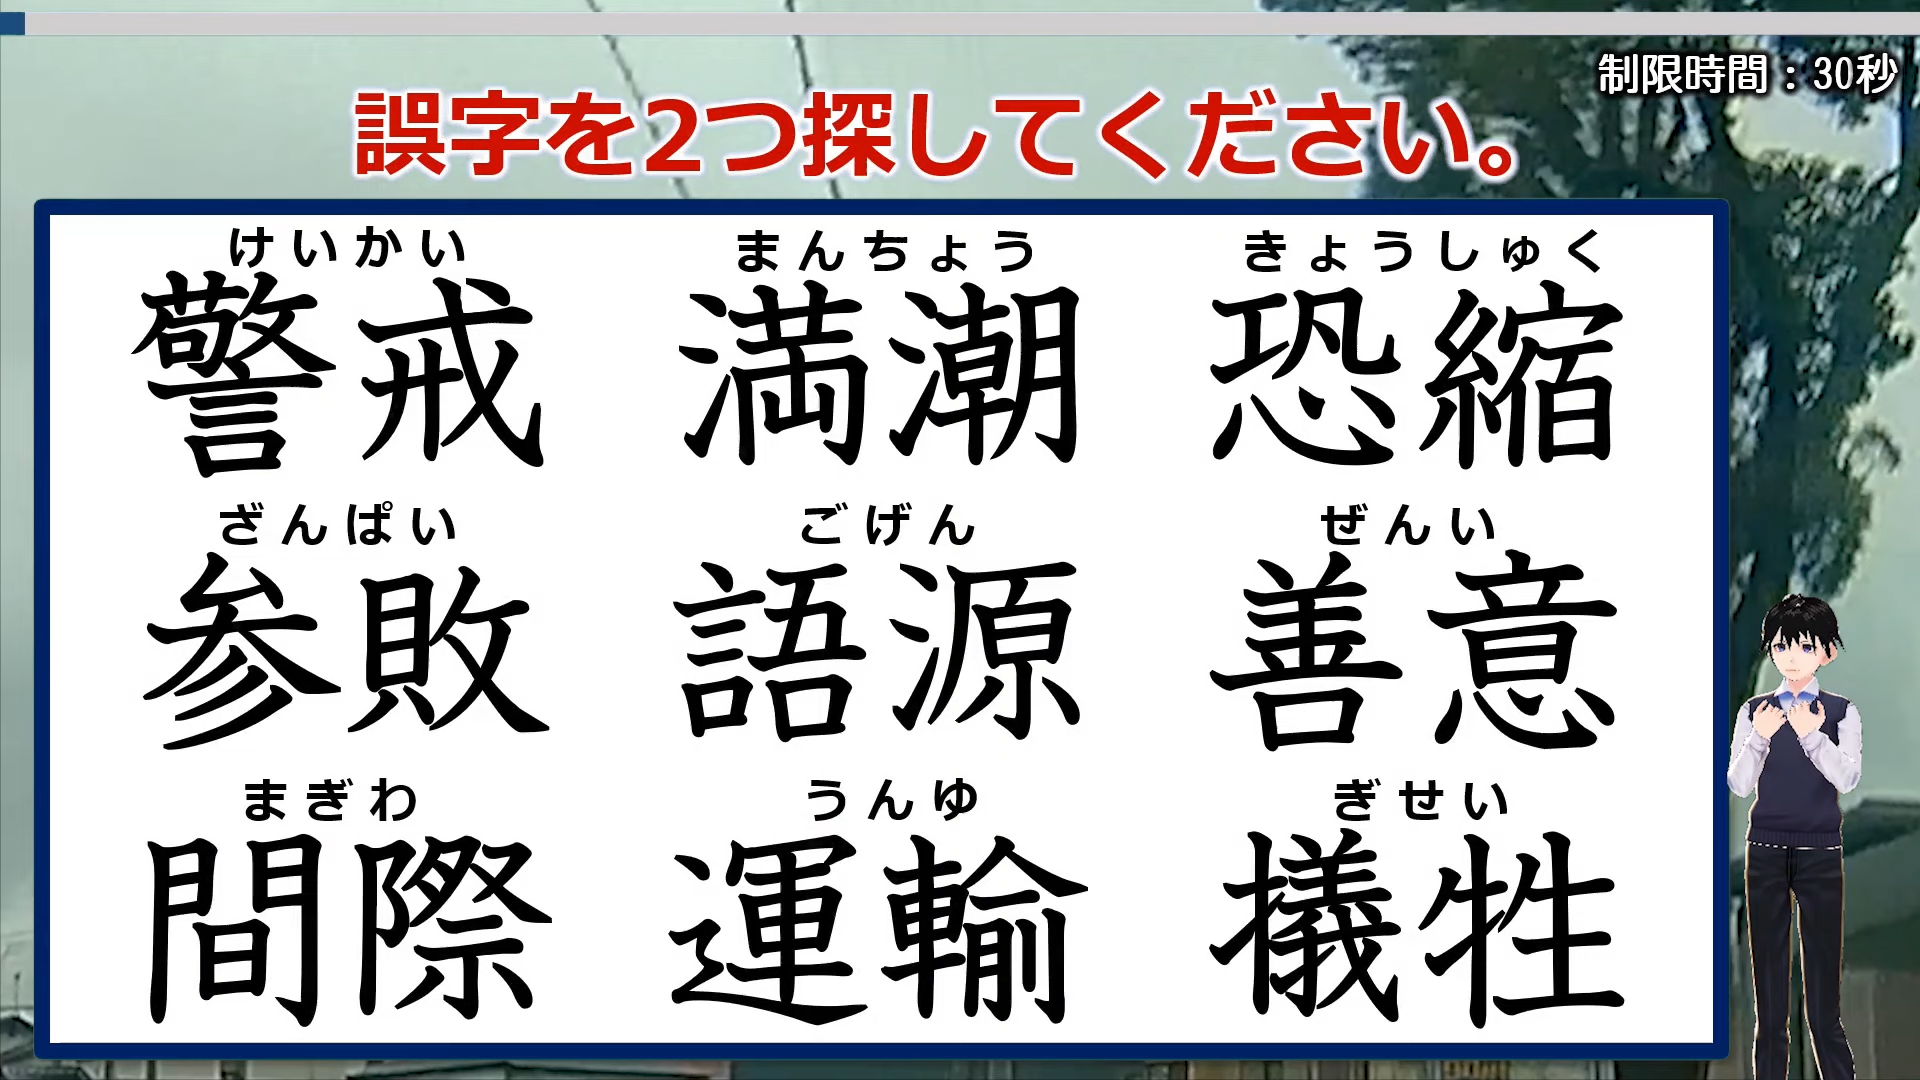 制限時間：30秒
誤字を2つ探してください。
けいかい まんちょう きょうしゅく
警戒 満潮 恐縮
ざんぱい ごげん ぜんい
参敗 語源 善意
まぎわ うんゆ ぎせい
間際 運輸 㩘牲